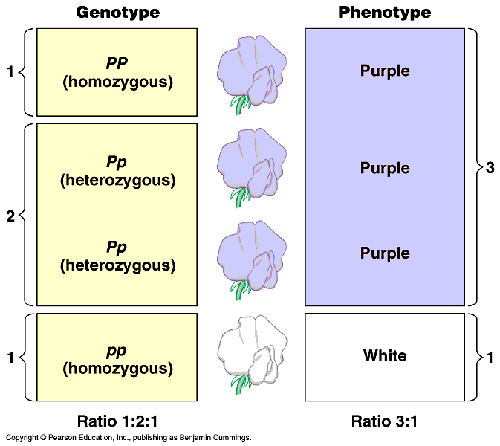 Genotype
Phenotype
1
PP
(homozygous)
Purple
2
Pp
(heterozygous)
Purple
3
Pp
(heterozygous)
Purple
1
pp
(homozygous)
White
1
Ratio 1:2:1
Ratio 3:1
Copyright © Pearson Education, Inc., publishing as Benjamin Cummings.